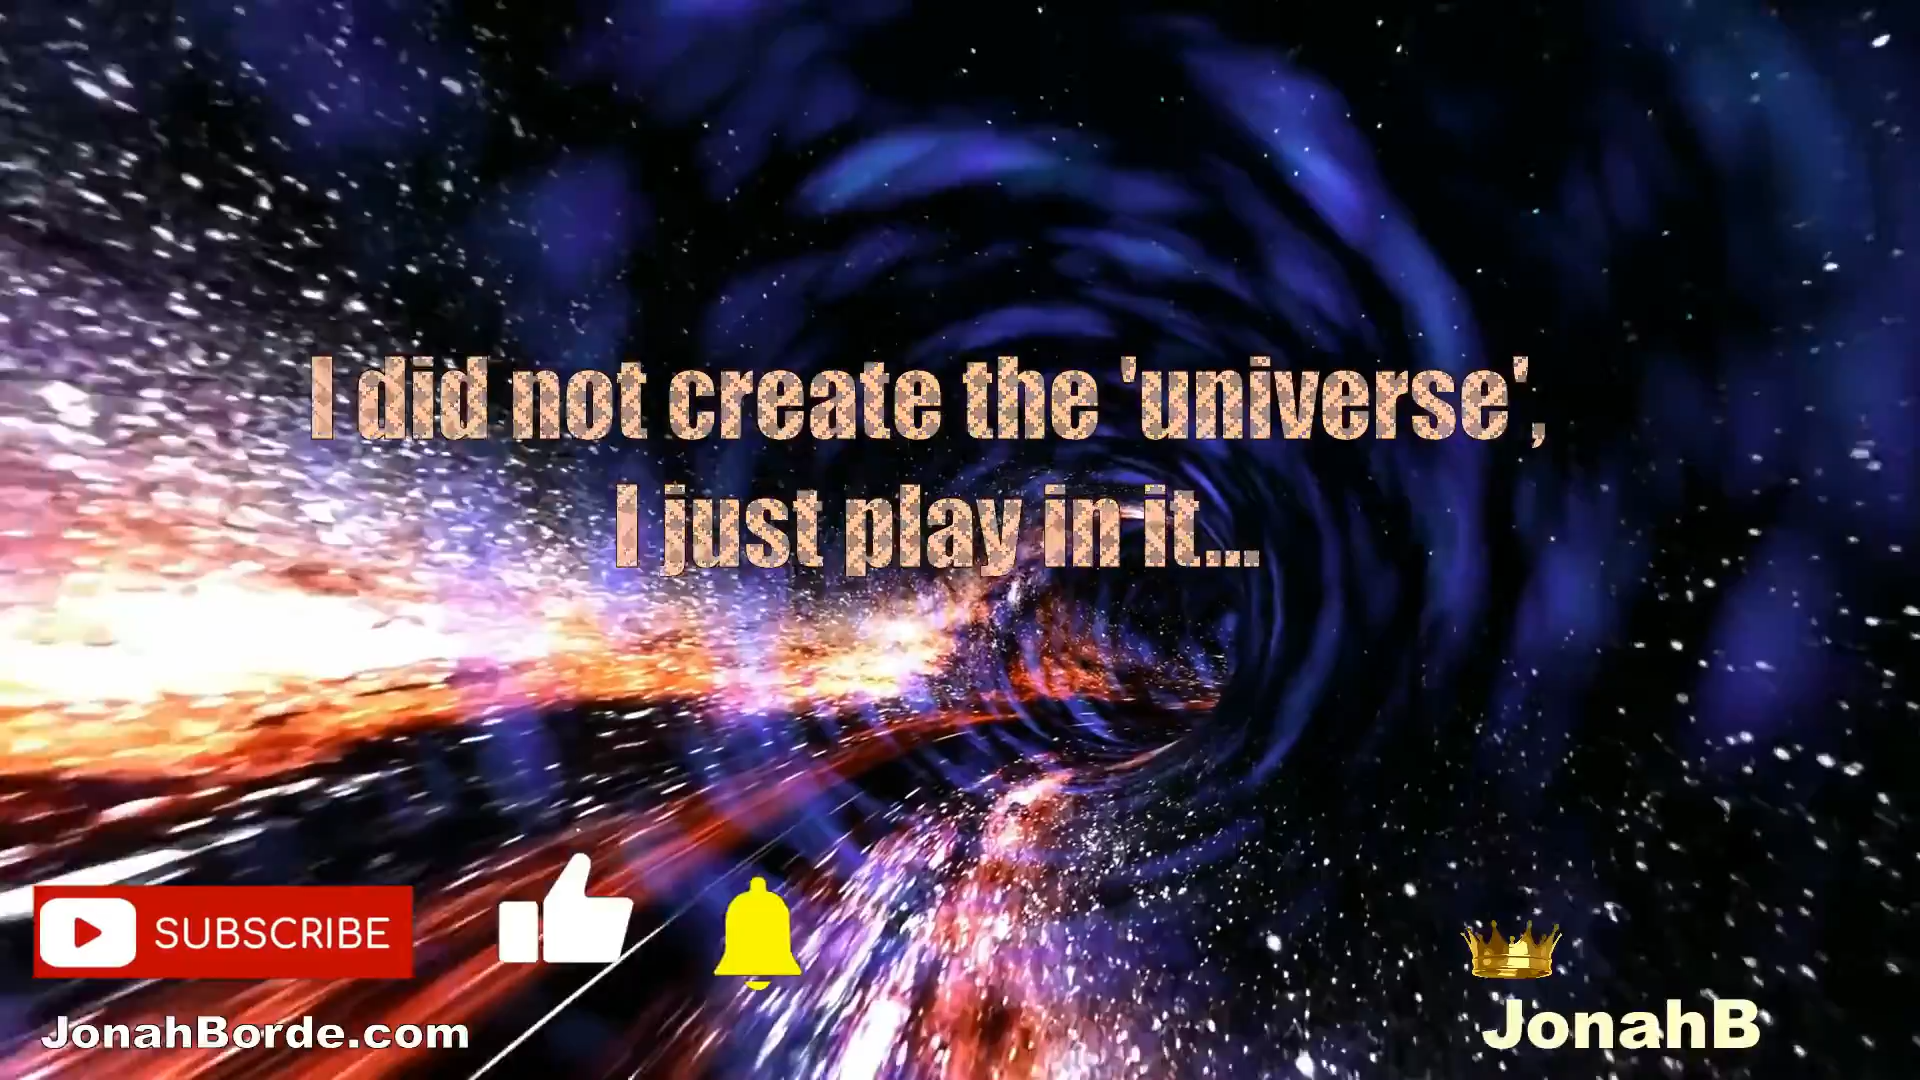 I did not create the 'universe',
I just play in it...
SUBSCRIBE
JonahBorde.com
JonahB